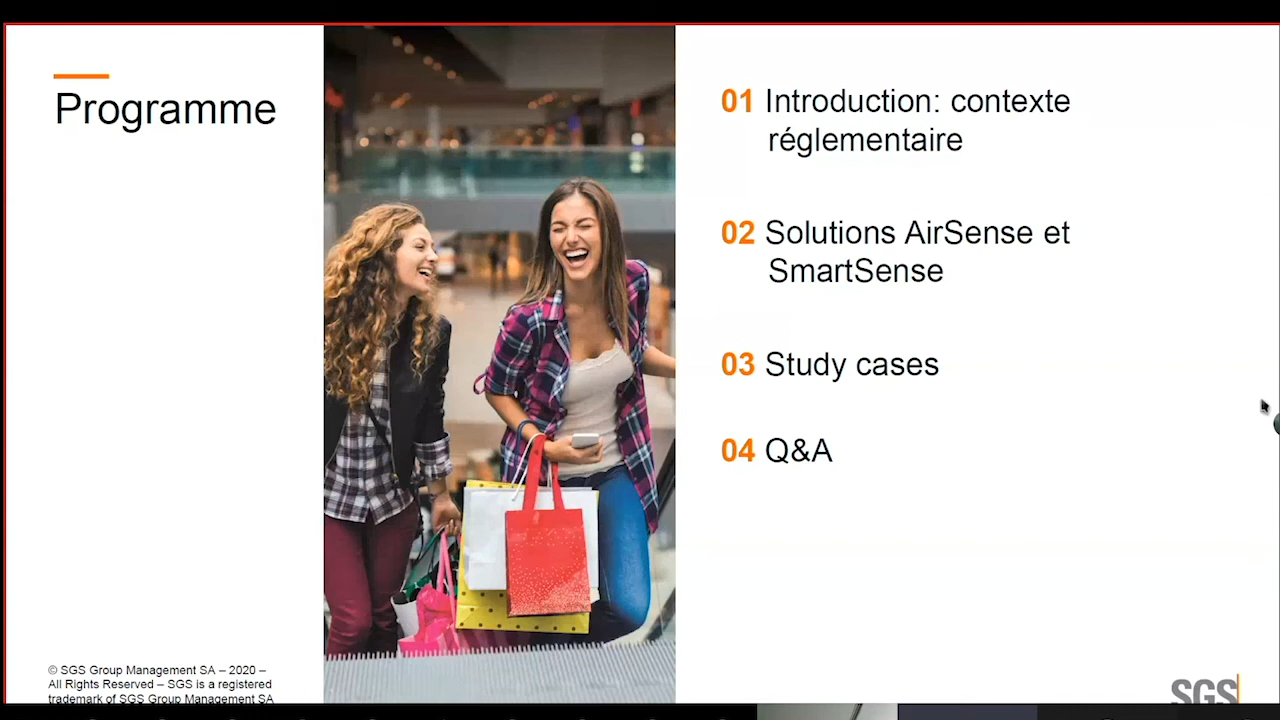 Programme
01 Introduction: contexte
réglementaire
02 Solutions AirSense et
SmartSense
03 Study cases
04 Q&A
© SGS Group Management SA – 2020 –
All Rights Reserved – SGS is a registered
trademark of SGS Group Management SA
SGS